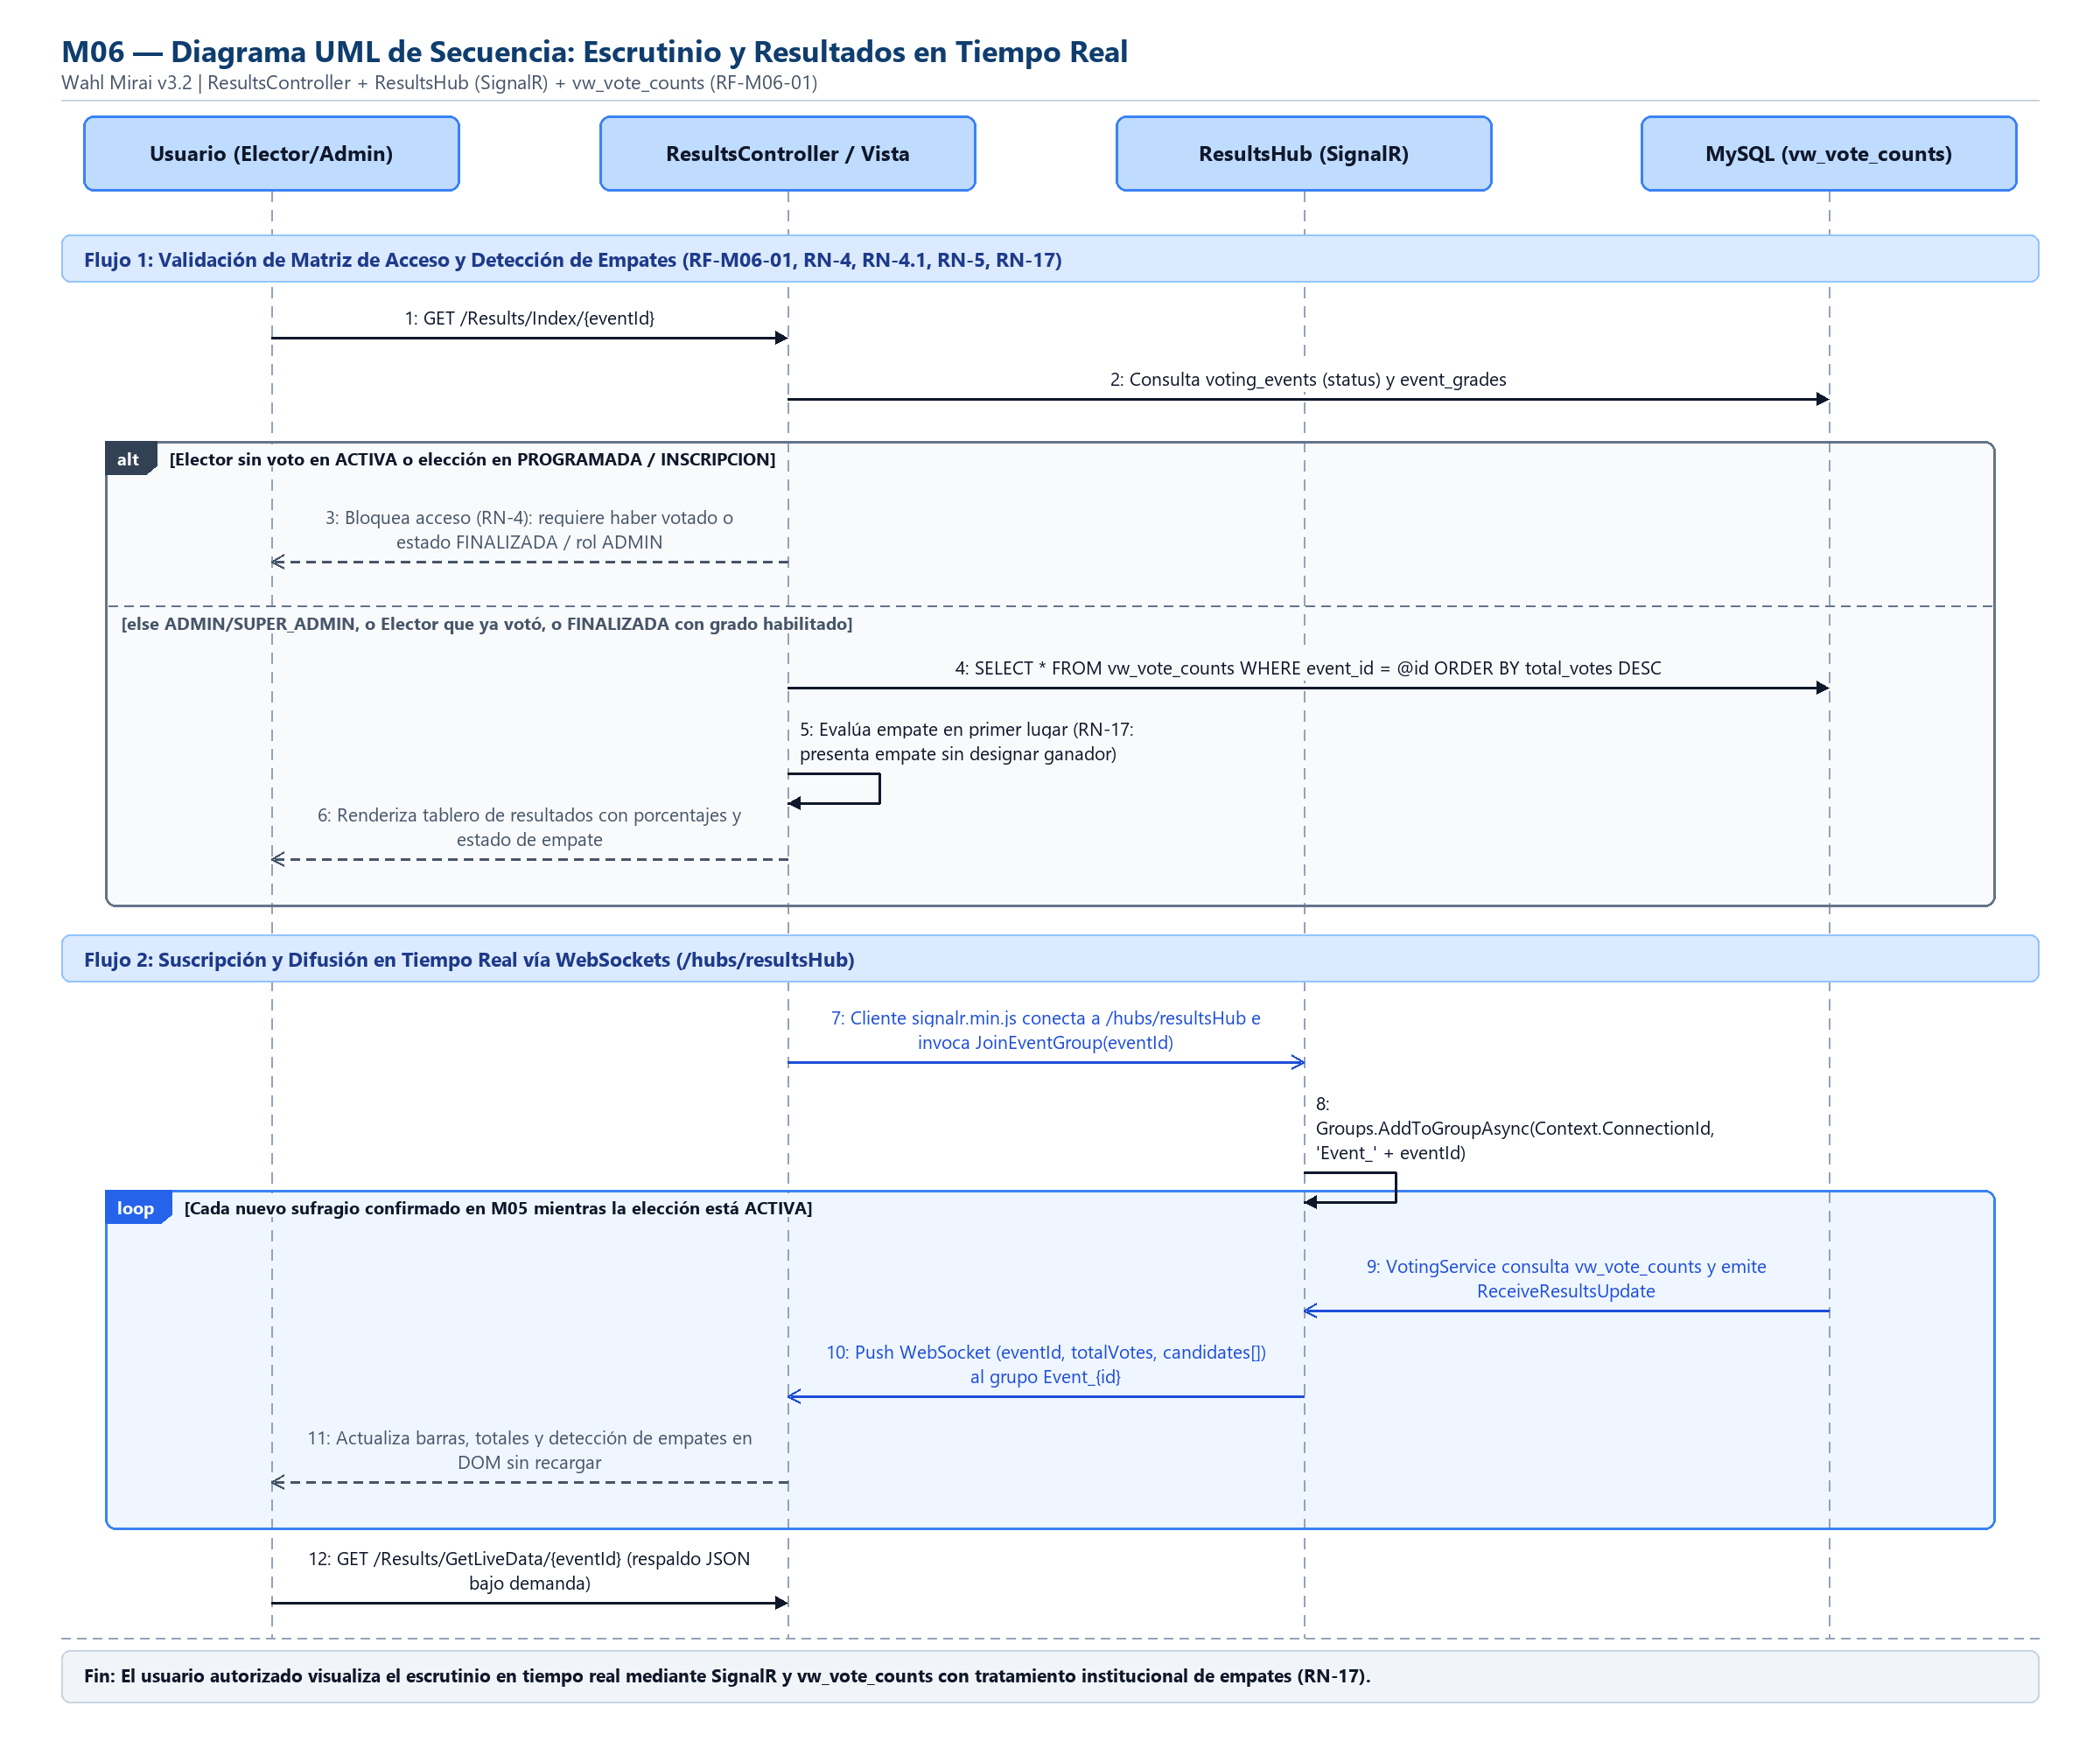 M06 — Diagrama UML de Secuencia: Escrutinio y Resultados en Tiempo Real
Wahl Mirai v3.2 | ResultsController + ResultsHub (SignalR) + vw_vote_counts (RF-M06-01)
Usuario (Elector/Admin)
ResultsController / Vista
ResultsHub (SignalR)
MySQL (vw_vote_counts)
Flujo 1: Validación de Matriz de Acceso y Detección de Empates (RF-M06-01, RN-4, RN-4.1, RN-5, RN-17)
1: GET /Results/Index/{eventId}
2: Consulta voting_events (status) y event_grades
alt
[Elector sin voto en ACTIVA o elección en PROGRAMADA / INSCRIPCION]
3: Bloquea acceso (RN-4): requiere haber votado o
estado FINALIZADA / rol ADMIN
[else ADMIN/SUPER_ADMIN, o Elector que ya votó, o FINALIZADA con grado habilitado]
4: SELECT * FROM vw_vote_counts WHERE event_id = @id ORDER BY total_votes DESC
5: Evalúa empate en primer lugar (RN-17:
presenta empate sin designar ganador)
6: Renderiza tablero de resultados con porcentajes y
estado de empate
Flujo 2: Suscripción y Difusión en Tiempo Real vía WebSockets (/hubs/resultsHub)
7: Cliente signalr.min.js conecta a /hubs/resultsHub e
invoca JoinEventGroup(eventId)
8:
Groups.AddToGroupAsync(Context.ConnectionId,
'Event_' + eventId)
loop
[Cada nuevo sufragio confirmado en M05 mientras la elección está ACTIVA]
9: VotingService consulta vw_vote_counts y emite
ReceiveResultsUpdate
10: Push WebSocket (eventId, totalVotes, candidates[])
al grupo Event_{id}
11: Actualiza barras, totales y detección de empates en
DOM sin recargar
12: GET /Results/GetLiveData/{eventId} (respaldo JSON
bajo demanda)
Fin: El usuario autorizado visualiza el escrutinio en tiempo real mediante SignalR y vw_vote_counts con tratamiento institucional de empates (RN-17).